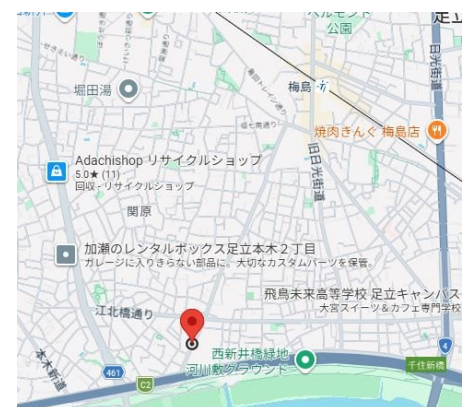 ベルモント
公園
足立
日光街道
堀田湯
梅島
焼肉きんぐ 梅島店
旧日光街道
Adachishop リサイクルショップ
5.0★ (11)
回収・リサイクルショップ
関原
加瀬のレンタルボックス足立本木２丁目
ガレージに入りきらない部品に。大切なカスタムパーツを保管。
飛鳥未来高等学校 足立キャンパス
大宮スイーツ＆カフェ専門学校
江北橋通り
西新井橋緑地
河川敷グラウンド
千住新橋
本木新道
461
C2
4